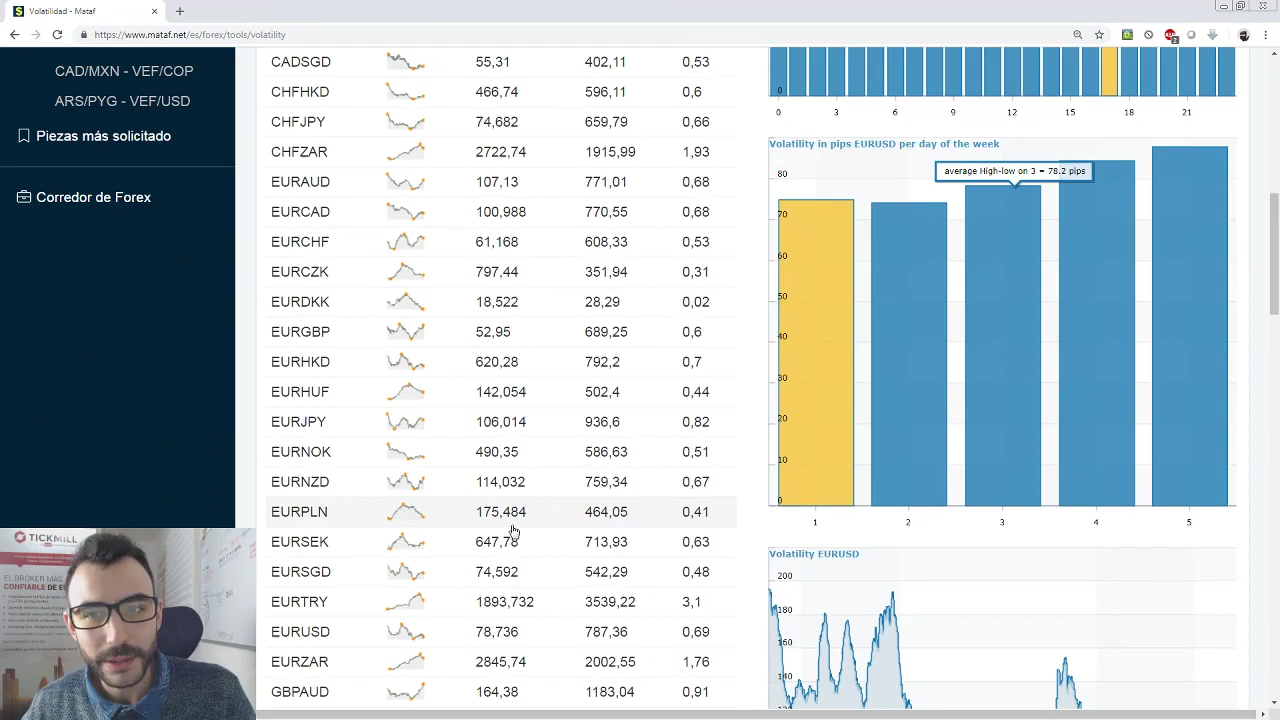 Volatilidad - Mataf
https://www.mataf.net/es/forex/tools/volatility
CAD/MXN - VEF/COP
ARS/PYG - VEF/USD
Piezas más solicitado
Corredor de Forex
CADSGD 55,31 402,11 0,53
CHFHKD 466,74 596,11 0,6
CHFJPY 74,682 659,79 0,66
CHFZAR 2722,74 1915,99 1,93
EURAUD 107,13 771,01 0,68
EURCAD 100,988 770,55 0,68
EURCHF 61,168 608,33 0,53
EURCZK 797,44 351,94 0,31
EURDKK 18,522 28,29 0,02
EURGBP 52,95 689,25 0,6
EURHKD 620,28 792,2 0,7
EURHUF 142,054 502,4 0,44
EURJPY 106,014 936,6 0,82
EURNOK 490,35 586,63 0,51
EURNZD 114,032 759,34 0,67
EURPLN 175,484 464,05 0,41
EURSEK 647,78 713,93 0,63
EURSGD 74,592 542,29 0,48
EURTRY 1893,732 3539,22 3,1
EURUSD 78,736 787,36 0,69
EURZAR 2845,74 2002,55 1,76
GBPAUD 164,38 1183,04 0,91
0
0 3 6 9 12 15 18 21
Volatility in pips EURUSD per day of the week
average High-low on 3 = 78.2 pips
80
70
60
50
40
30
20
10
0
1 2 3 4 5
Volatility EURUSD
200
180
160
140
120
TICKMILL
EL BROKER MÁS
CONFIABLE DE EU